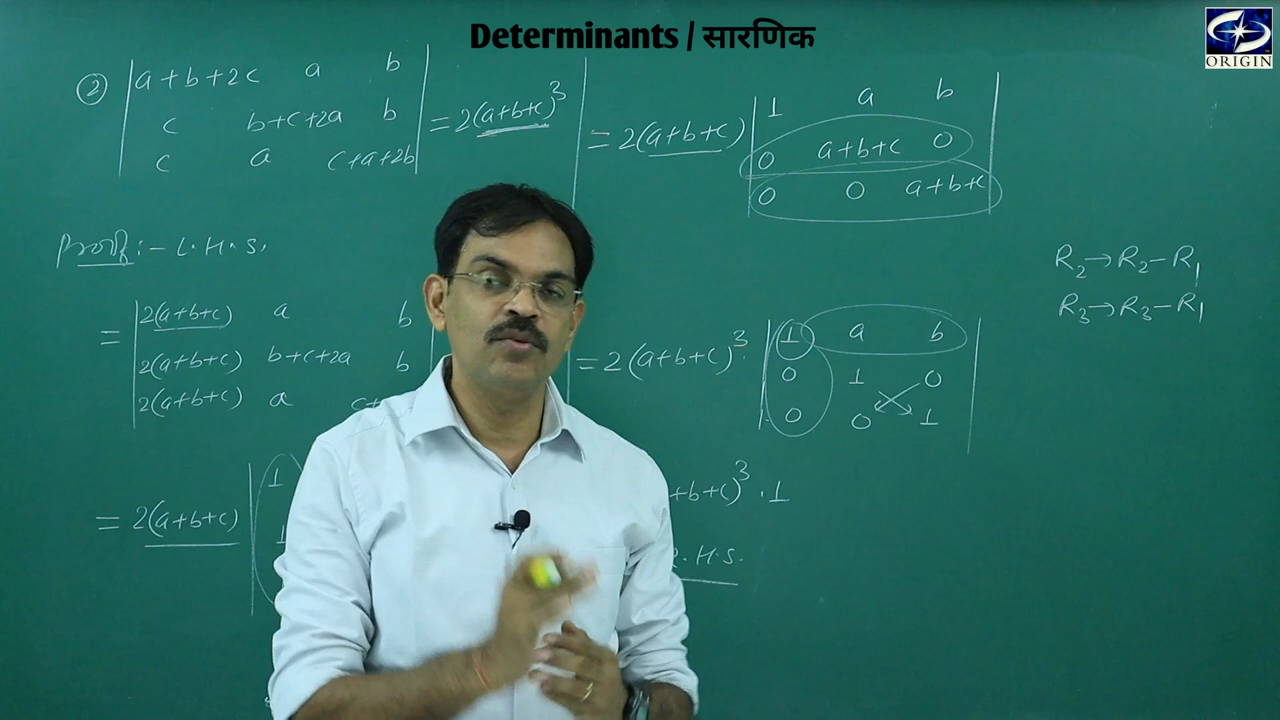 Determinants / सारणिक
ORIGIN
② | a+b+2c a b |
| c b+c+2a b | = 2(a+b+c)³
| c a c+a+2b |
Proof:- L.H.S.
= | 2(a+b+c) a b
| 2(a+b+c) b+c+2a b
| 2(a+b+c) a c+
= 2(a+b+c) | 1
1
= 2(a+b+c) | 1 a b |
| 0 a+b+c 0 |
| 0 0 a+b+c |
R₂→R₂-R₁
R₃→R₃-R₁
= 2(a+b+c)³. | 1 a b |
| 0 1 0 |
| 0 0 1 |
+b+c)³.1
R.H.S.